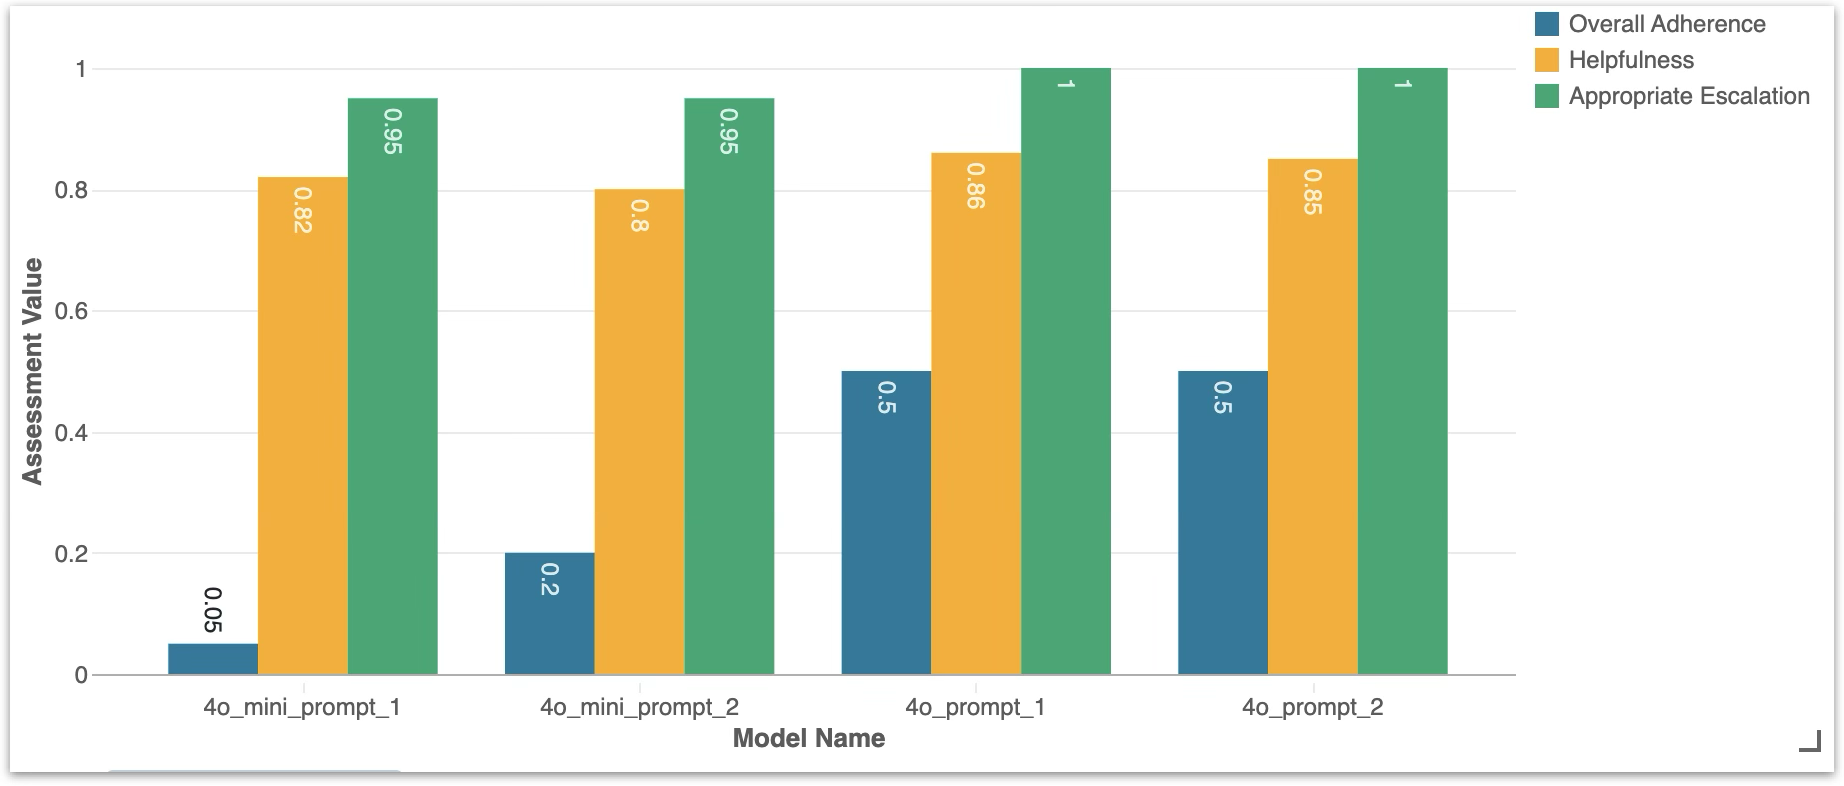 Overall Adherence
Helpfulness
Appropriate Escalation
Assessment Value
1
0.8
0.6
0.4
0.2
0
0.05
0.82
0.95
0.2
0.8
0.95
0.5
0.86
1
0.5
0.85
1
4o_mini_prompt_1
4o_mini_prompt_2
4o_prompt_1
4o_prompt_2
Model Name